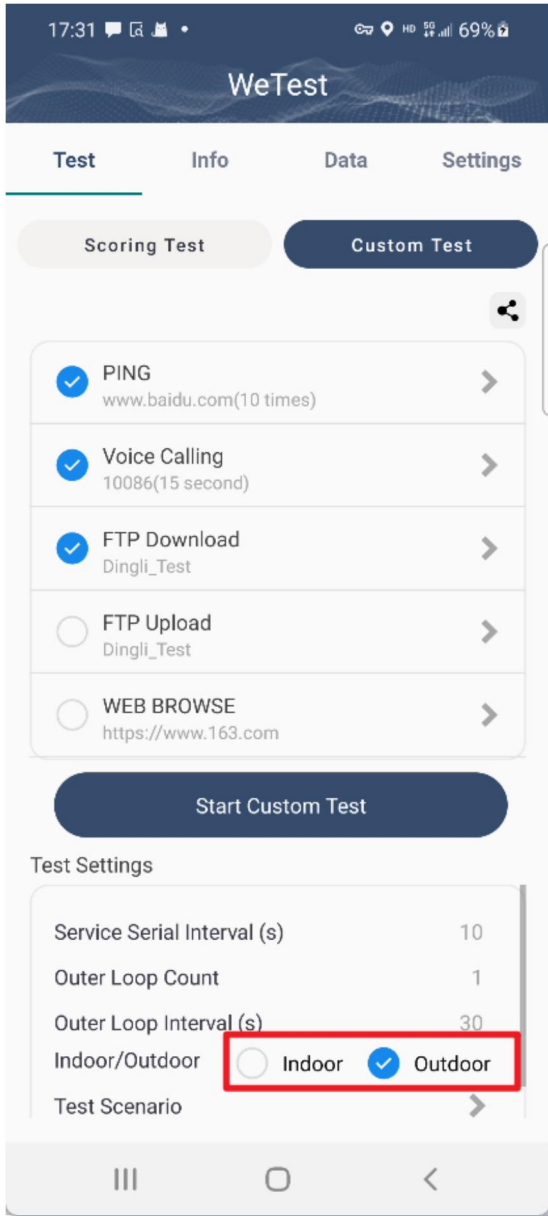 17:31 HD 5G 69%
WeTest
Test Info Data Settings
Scoring Test Custom Test
PING
www.baidu.com(10 times)
Voice Calling
10086(15 second)
FTP Download
Dingli_Test
FTP Upload
Dingli_Test
WEB BROWSE
https://www.163.com
Start Custom Test
Test Settings
Service Serial Interval (s) 10
Outer Loop Count 1
Outer Loop Interval (s) 30
Indoor/Outdoor Indoor Outdoor
Test Scenario